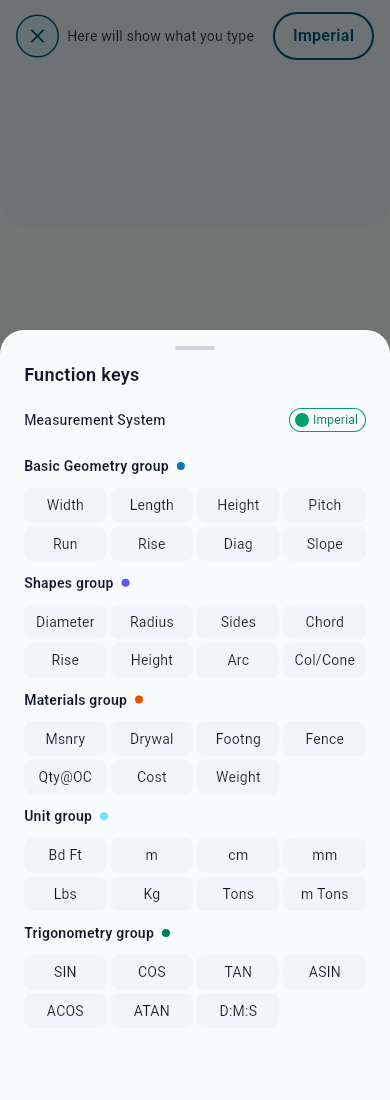 Here will show what you type Imperial
Function keys
Measurement System Imperial
Basic Geometry group
Width Length Height Pitch
Run Rise Diag Slope
Shapes group
Diameter Radius Sides Chord
Rise Height Arc Col/Cone
Materials group
Msnry Drywal Footng Fence
Qty@OC Cost Weight
Unit group
Bd Ft m cm mm
Lbs Kg Tons m Tons
Trigonometry group
SIN COS TAN ASIN
ACOS ATAN D:M:S